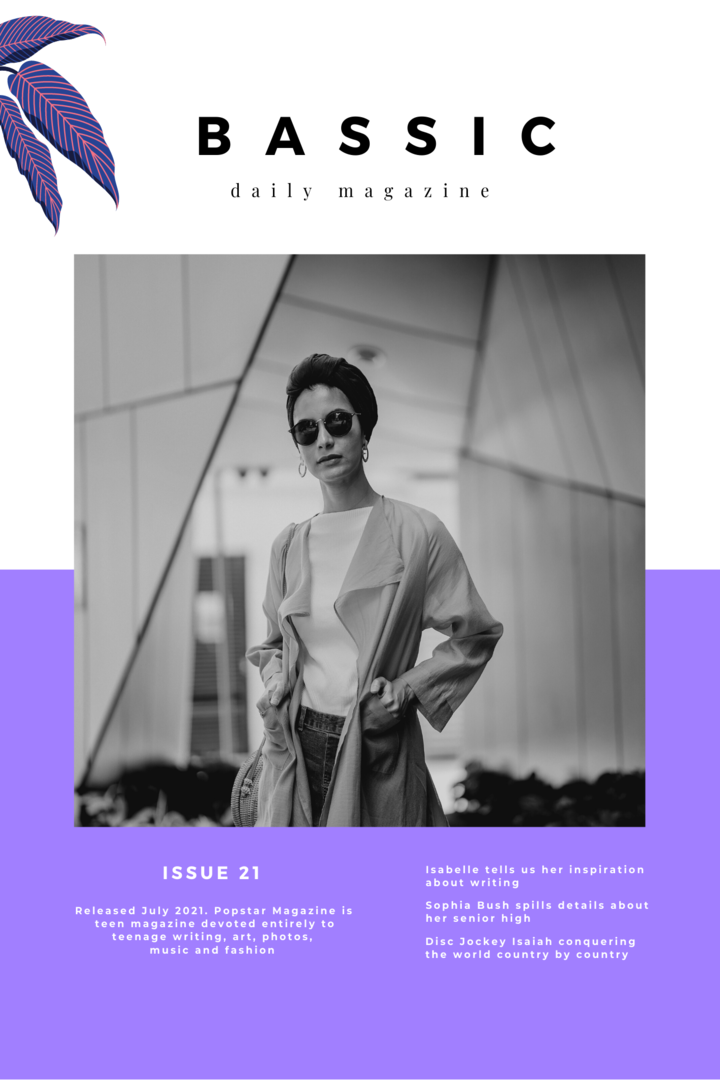 BASSIC
daily magazine
ISSUE 21
Released July 2021. Popstar Magazine is
teen magazine devoted entirely to
teenage writing, art, photos,
music and fashion
Isabelle tells us her inspiration
about writing
Sophia Bush spills details about
her senior high
Disc Jockey Isaiah conquering
the world country by country